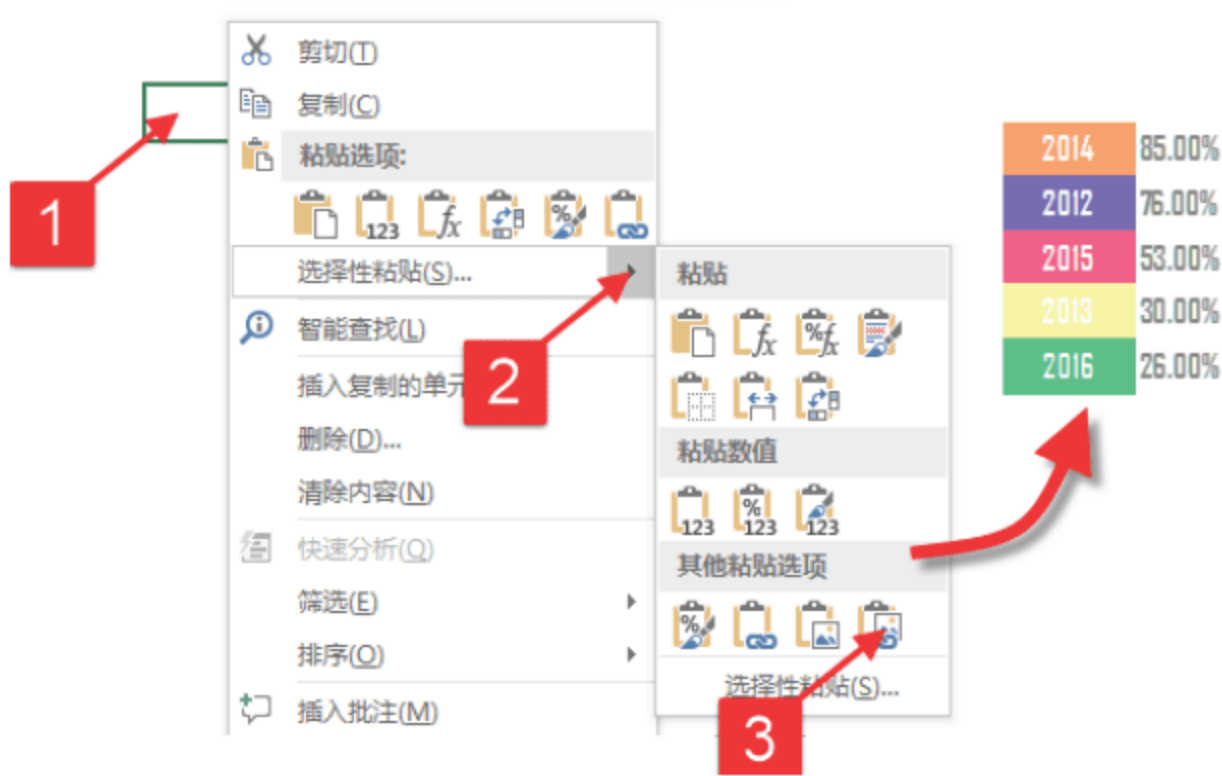 剪切(T)
复制(C)
粘贴选项:
123
fx
%
选择性粘贴(S)...
智能查找(L)
插入复制的单元
删除(D)...
清除内容(N)
快速分析(Q)
筛选(E)
排序(O)
插入批注(M)
1
2
粘贴
fx
%fx
粘贴数值
123
%
123
123
其他粘贴选项
%
选择性粘贴(S)...
3
2014 85.00%
2012 76.00%
2015 53.00%
2013 30.00%
2016 26.00%